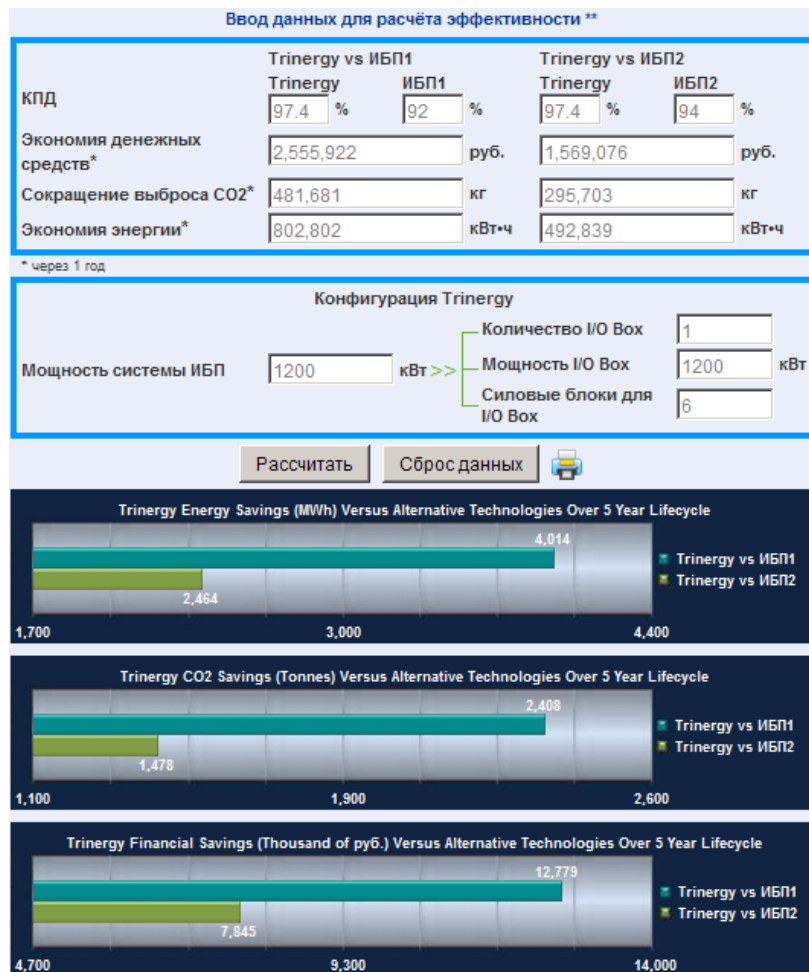 Ввод данных для расчёта эффективности **
Trinergy vs ИБП1 Trinergy vs ИБП2
Trinergy ИБП1 Trinergy ИБП2
КПД 97.4 % 92 % 97.4 % 94 %
Экономия денежных
средств* 2,555,922 руб. 1,569,076 руб.
Сокращение выброса CO2* 481,681 кг 295,703 кг
Экономия энергии* 802,802 кВт•ч 492,839 кВт•ч
* через 1 год
Конфигурация Trinergy
Количество I/O Box 1
Мощность системы ИБП 1200 кВт >> Мощность I/O Box 1200 кВт
Силовые блоки для
I/O Box 6
Рассчитать Сброс данных
Trinergy Energy Savings (MWh) Versus Alternative Technologies Over 5 Year Lifecycle
4,014
Trinergy vs ИБП1
Trinergy vs ИБП2
2,464
1,700 3,000 4,400
Trinergy CO2 Savings (Tonnes) Versus Alternative Technologies Over 5 Year Lifecycle
2,408
Trinergy vs ИБП1
Trinergy vs ИБП2
1,478
1,100 1,900 2,600
Trinergy Financial Savings (Thousand of руб.) Versus Alternative Technologies Over 5 Year Lifecycle
12,779
Trinergy vs ИБП1
Trinergy vs ИБП2
7,845
4,700 9,300 14,000